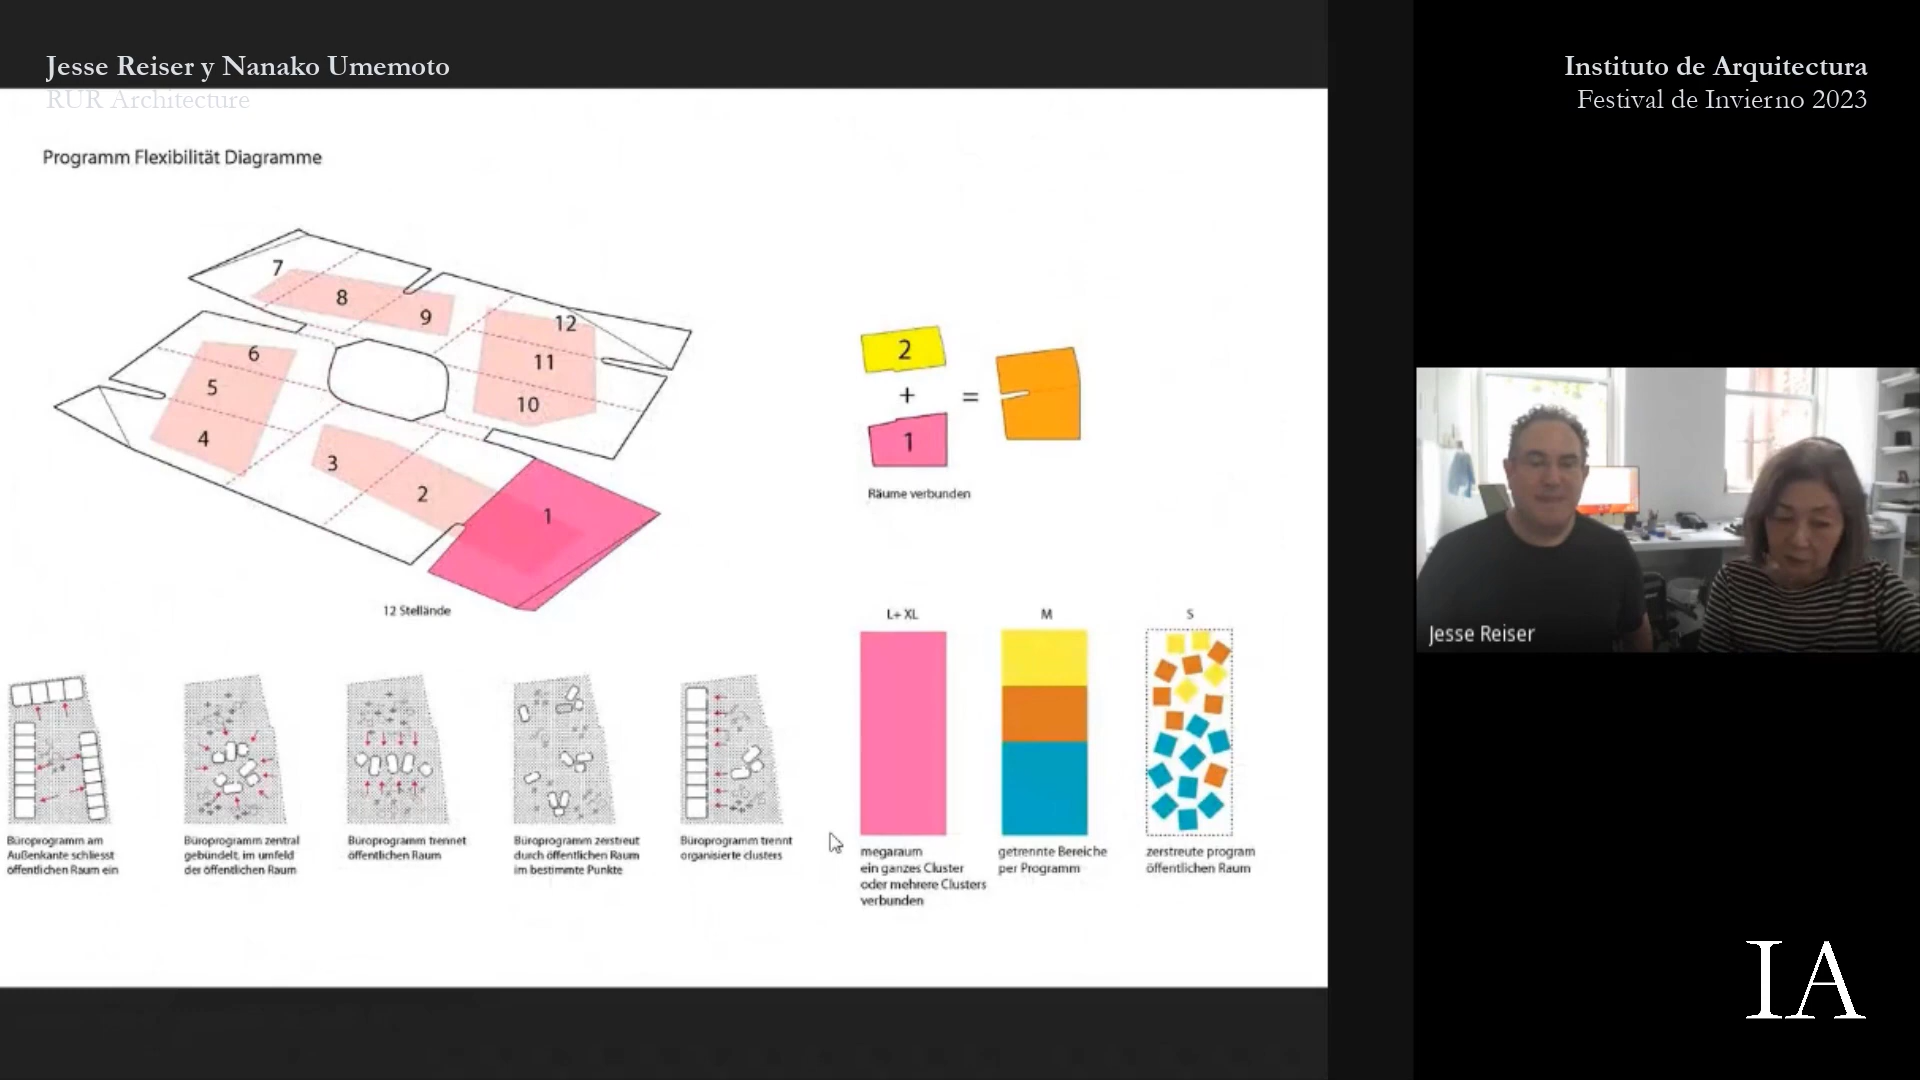 Jesse Reiser y Nanako Umemoto
RUR Architecture
Instituto de Arquitectura
Festival de Invierno 2023
Programm Flexibilität Diagramme
7
8
9
12
11
10
6
5
4
3
2
1
12 Stellände
2
+
=
1
Räume verbunden
L+ XL
M
S
Büroprogramm am
Außenkante schliesst
öffentlichen Raum ein
Büroprogramm zentral
gebündelt, im umfeld
der öffentlichen Raum
Büroprogramm trennet
öffentlichen Raum
Büroprogramm zerstreut
durch öffentlichen Raum
im bestimmte Punkte
Büroprogramm trennt
organisierte clusters
megaraum
ein ganzes Cluster
oder mehrere Clusters
verbunden
getrennte Bereiche
per Programm
zerstreute program
öffentlichen Raum
Jesse Reiser
IA